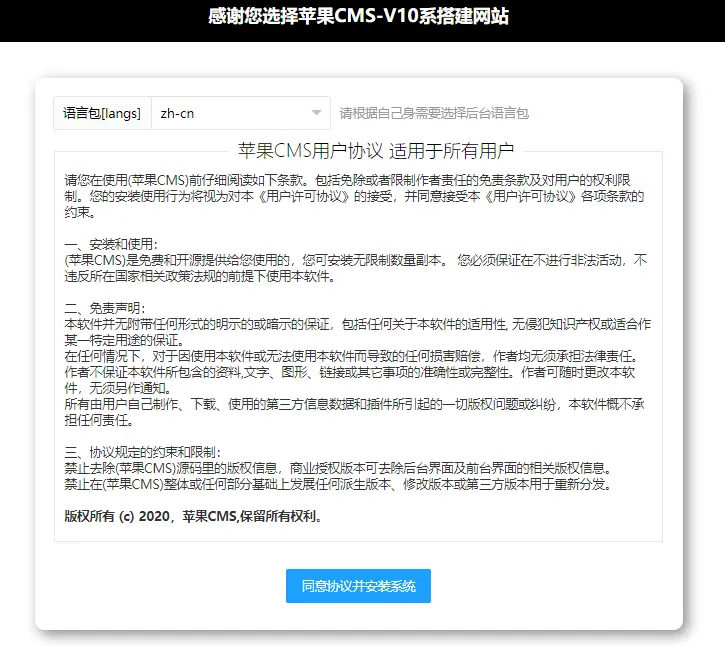 感谢您选择苹果CMS-V10系搭建网站
语言包[langs] zh-cn 请根据自己身需要选择后台语言包
苹果CMS用户协议 适用于所有用户
请您在使用(苹果CMS)前仔细阅读如下条款。包括免除或者限制作者责任的免责条款及对用户的权利限
制。您的安装使用行为将视为对本《用户许可协议》的接受，并同意接受本《用户许可协议》各项条款的
约束。
一、安装和使用：
(苹果CMS)是免费和开源提供给您使用的，您可安装无限制数量副本。 您必须保证在不进行非法活动，不
违反所在国家相关政策法规的前提下使用本软件。
二、免责声明：
本软件并无附带任何形式的明示的或暗示的保证，包括任何关于本软件的适用性, 无侵犯知识产权或适合作
某一特定用途的保证。
在任何情况下，对于因使用本软件或无法使用本软件而导致的任何损害赔偿，作者均无须承担法律责任。
作者不保证本软件所包含的资料,文字、图形、链接或其它事项的准确性或完整性。作者可随时更改本软
件，无须另作通知。
所有由用户自己制作、下载、使用的第三方信息数据和插件所引起的一切版权问题或纠纷，本软件概不承
担任何责任。
三、协议规定的约束和限制：
禁止去除(苹果CMS)源码里的版权信息，商业授权版本可去除后台界面及前台界面的相关版权信息。
禁止在(苹果CMS)整体或任何部分基础上发展任何派生版本、修改版本或第三方版本用于重新分发。
版权所有 (c) 2020，苹果CMS,保留所有权利。
同意协议并安装系统